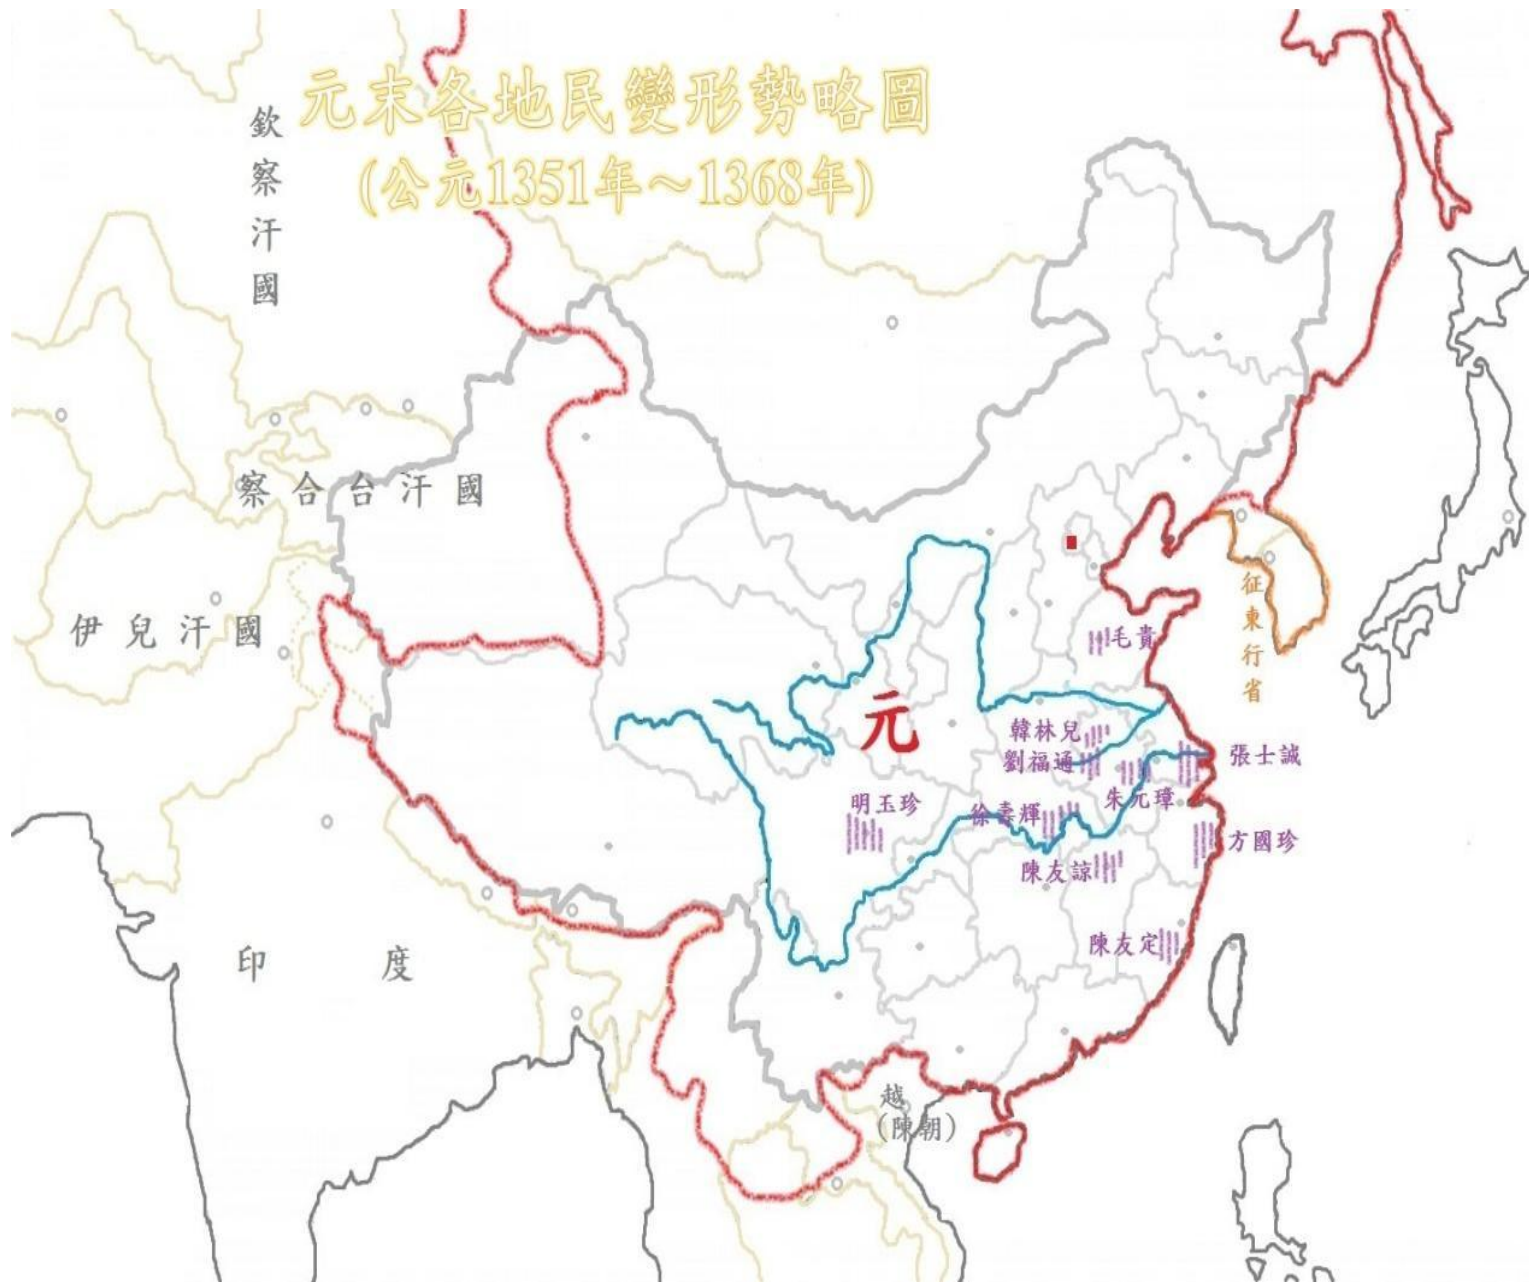 元末各地民變形勢略圖
(公元1351年～1368年)
欽察汗國
察合台汗國
伊兒汗國
征東行省
毛貴
元
韓林兒
劉福通
張士誠
明玉珍
朱元璋
徐壽輝
方國珍
陳友諒
陳友定
印度
越
(陳朝)